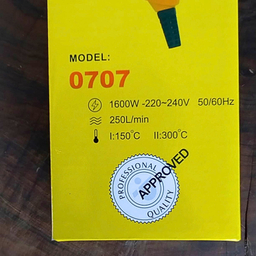 MODEL:
0707
1600W -220~240V 50/60Hz
250L/min
I:150°C II:300°C
PROFESSIONAL
APPROVED
QUALITY